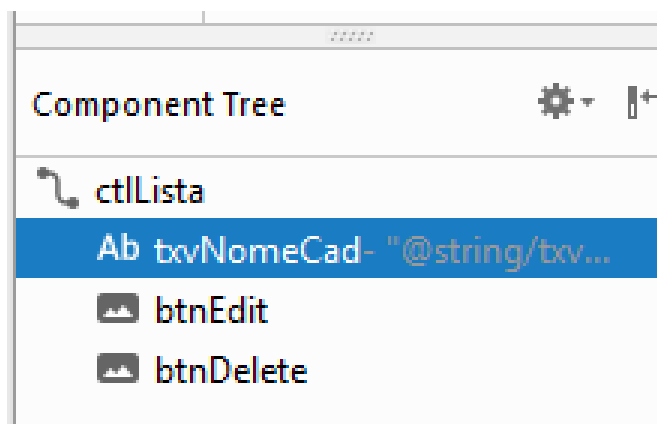 Component Tree
ctlLista
Ab txvNomeCad- "@string/txv...
btnEdit
btnDelete